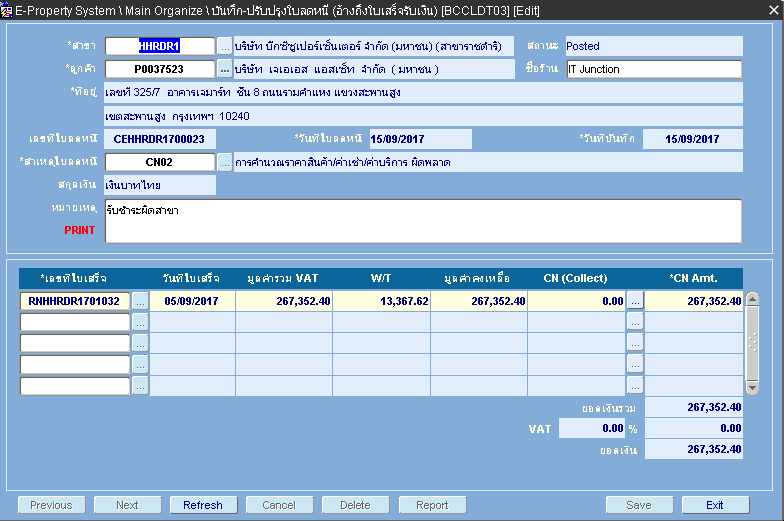 E-Property System \ Main Organize \ บันทึก-ปรับปรุงใบลดหนี้ (อ้างถึงใบเสร็จรับเงิน) [BCCLDT03] [Edit]
*สาขา HHRDR1 ... บริษัท บิ๊กซีซูเปอร์เซ็นเตอร์ จำกัด (มหาชน) (สาขาราชดำริ) สถานะ Posted
*ลูกค้า P0037523 ... บริษัท เจเอเอส แอสเซ็ท จำกัด (มหาชน) ชื่อร้าน IT Junction
*ที่อยู่ เลขที่ 325/7 อาคารเจมาร์ท ชั้น 8 ถนนรามคำแหง แขวงสะพานสูง
เขตสะพานสูง กรุงเทพฯ 10240
เลขที่ใบลดหนี้ CEHHRDR1700023 *วันที่ใบลดหนี้ 15/09/2017 *วันที่บันทึก 15/09/2017
*สาเหตุใบลดหนี้ CN02 ... การคำนวณราคาสินค้า/ค่าเช่า/ค่าบริการ ผิดพลาด
สกุลเงิน เงินบาทไทย
หมายเหตุ รับชำระผิดสาขา
PRINT
*เลขที่ใบเสร็จ วันที่ใบเสร็จ มูลค่ารวม VAT W/T มูลค่าคงเหลือ CN (Collect) *CN Amt.
RNHHRDR1701032 ... 05/09/2017 267,352.40 13,367.62 267,352.40 0.00 ... 267,352.40
... ...
... ...
... ...
... ...
ยอดเงินรวม 267,352.40
VAT 0.00 % 0.00
ยอดเงิน 267,352.40
Previous Next Refresh Cancel Delete Report Save Exit